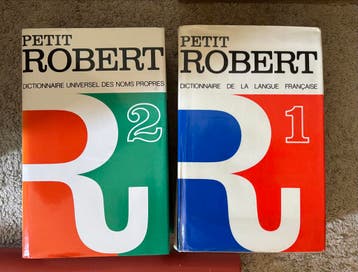 PETIT
ROBERT
DICTIONNAIRE UNIVERSEL DES NOMS PROPRES
2
R
PETIT
ROBERT
DICTIONNAIRE DE LA LANGUE FRANÇAISE
1
R